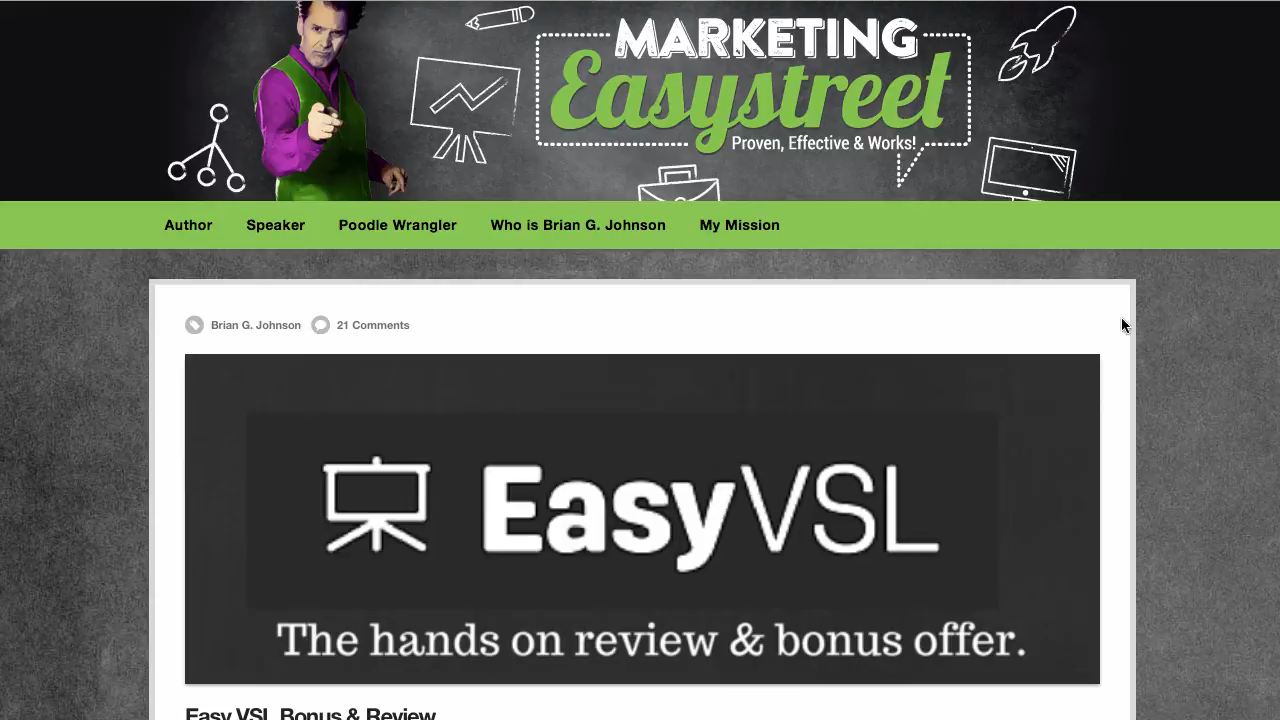 MARKETING
Easystreet
Proven, Effective & Works!
Author Speaker Poodle Wrangler Who is Brian G. Johnson My Mission
Brian G. Johnson 21 Comments
EasyVSL
The hands on review & bonus offer.
Easy VSL Bonus & Review